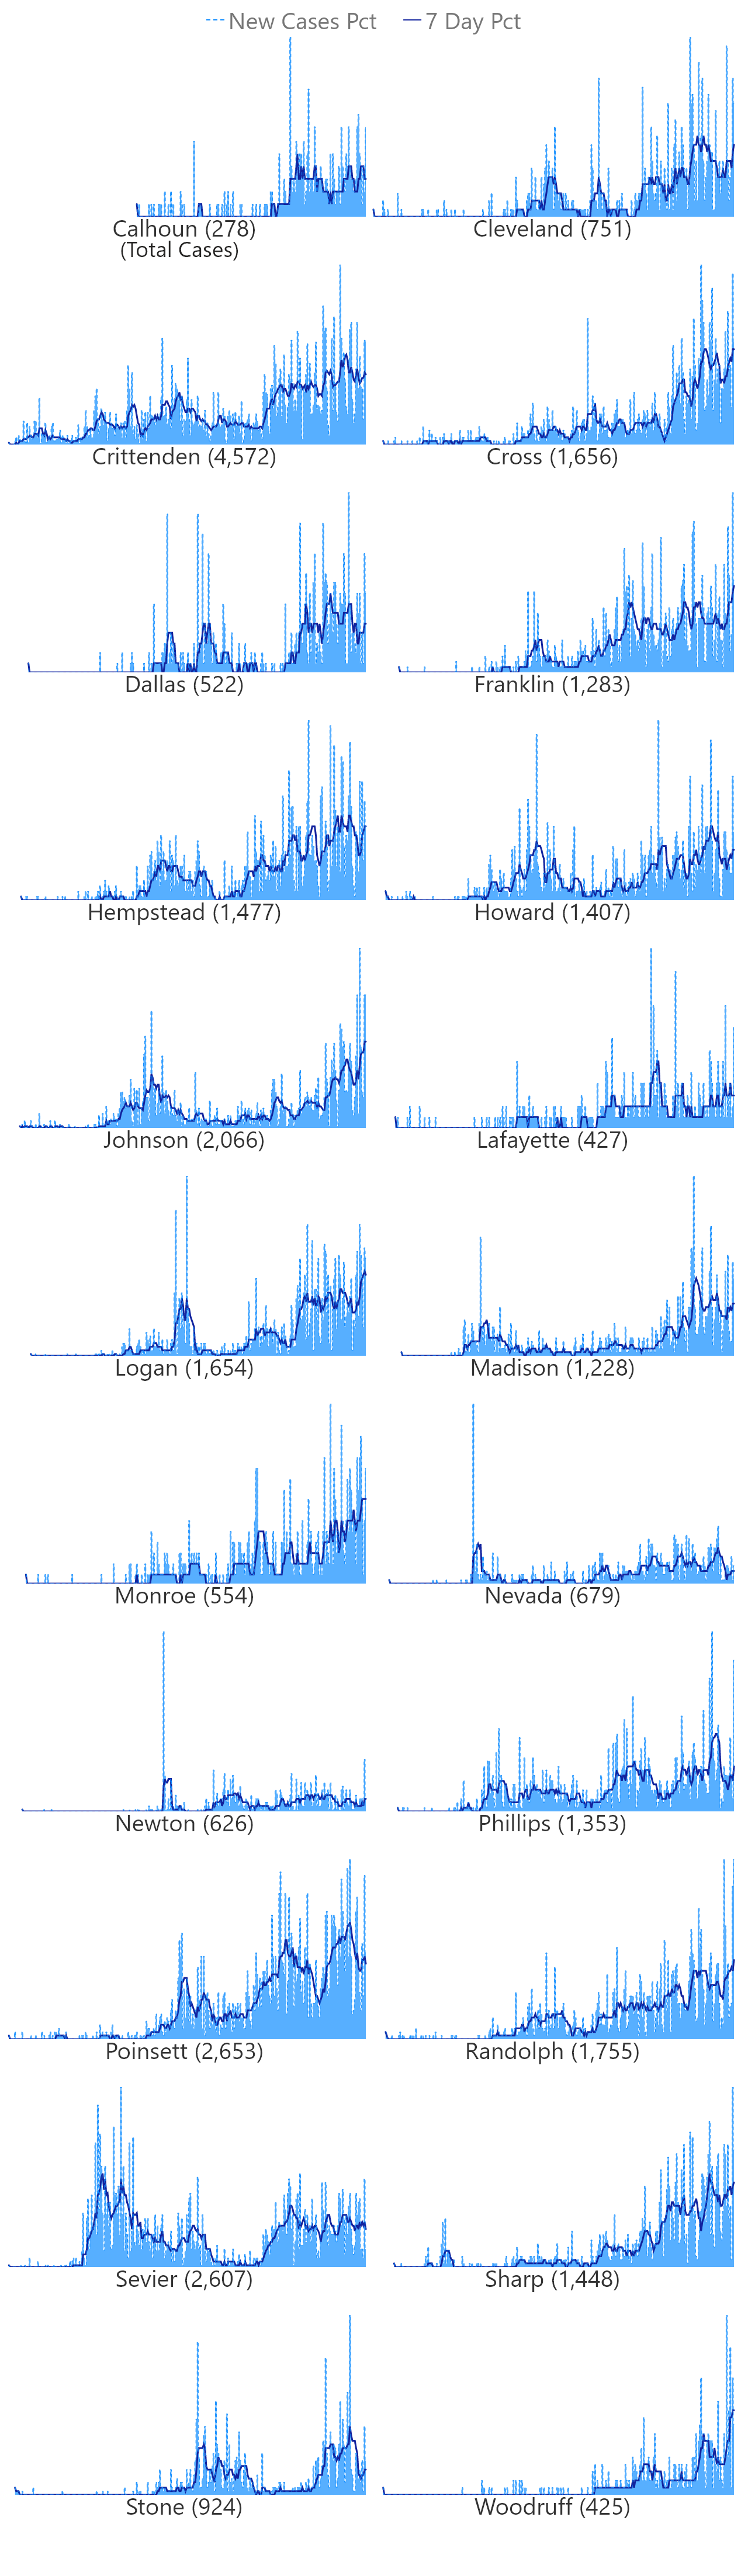 New Cases Pct 7 Day Pct
Calhoun (278) Cleveland (751)
(Total Cases)
Crittenden (4,572) Cross (1,656)
Dallas (522) Franklin (1,283)
Hempstead (1,477) Howard (1,407)
Johnson (2,066) Lafayette (427)
Logan (1,654) Madison (1,228)
Monroe (554) Nevada (679)
Newton (626) Phillips (1,353)
Poinsett (2,653) Randolph (1,755)
Sevier (2,607) Sharp (1,448)
Stone (924) Woodruff (425)